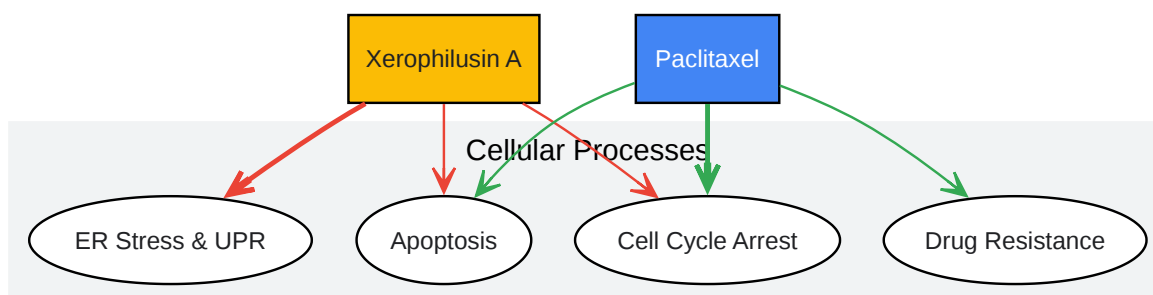 Xerophilusin A
Paclitaxel
Cellular Processes
ER Stress & UPR
Apoptosis
Cell Cycle Arrest
Drug Resistance